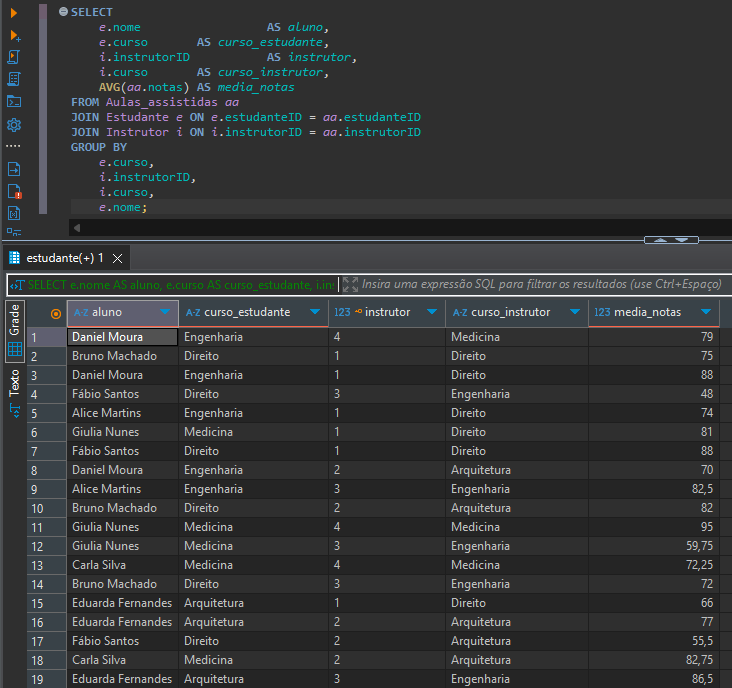 SELECT
e.nome AS aluno,
e.curso AS curso_estudante,
i.instrutorID AS instrutor,
i.curso AS curso_instrutor,
AVG(aa.notas) AS media_notas
FROM Aulas_assistidas aa
JOIN Estudante e ON e.estudanteID = aa.estudanteID
JOIN Instrutor i ON i.instrutorID = aa.instrutorID
GROUP BY
e.curso,
i.instrutorID,
i.curso,
e.nome;
estudante(+) 1
SELECT e.nome AS aluno, e.curso AS curso_estudante, i.ins Insira uma expressão SQL para filtrar os resultados (use Ctrl+Espaço)
Grade
Texto
A-Z aluno A-Z curso_estudante 123 instrutor A-Z curso_instrutor 123 media_notas
1 Daniel Moura Engenharia 4 Medicina 79
2 Bruno Machado Direito 1 Direito 75
3 Daniel Moura Engenharia 1 Direito 88
4 Fábio Santos Direito 3 Engenharia 48
5 Alice Martins Engenharia 1 Direito 74
6 Giulia Nunes Medicina 1 Direito 81
7 Fábio Santos Direito 1 Direito 88
8 Daniel Moura Engenharia 2 Arquitetura 70
9 Alice Martins Engenharia 3 Engenharia 82,5
10 Bruno Machado Direito 2 Arquitetura 82
11 Giulia Nunes Medicina 4 Medicina 95
12 Giulia Nunes Medicina 3 Engenharia 59,75
13 Carla Silva Medicina 4 Medicina 72,25
14 Bruno Machado Direito 3 Engenharia 72
15 Eduarda Fernandes Arquitetura 1 Direito 66
16 Eduarda Fernandes Arquitetura 2 Arquitetura 77
17 Fábio Santos Direito 2 Arquitetura 55,5
18 Carla Silva Medicina 2 Arquitetura 82,75
19 Eduarda Fernandes Arquitetura 3 Engenharia 86,5